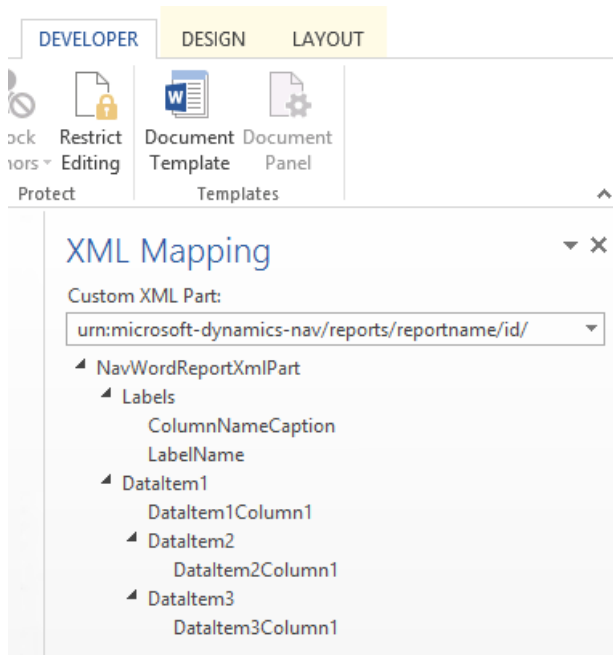 DEVELOPER DESIGN LAYOUT
Restrict Document Document
Editing Template Panel
Protect Templates
XML Mapping
Custom XML Part:
urn:microsoft-dynamics-nav/reports/reportname/id/
NavWordReportXmlPart
Labels
ColumnNameCaption
LabelName
DataItem1
DataItem1Column1
DataItem2
DataItem2Column1
DataItem3
DataItem3Column1